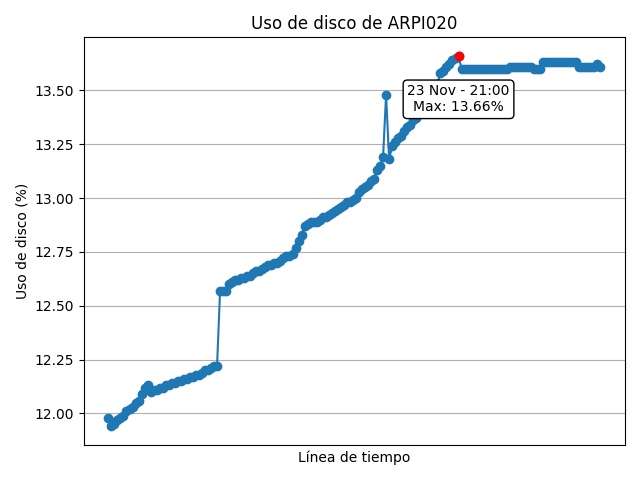 Uso de disco de ARPI020
13.50
13.25
13.00
12.75
12.50
12.25
12.00
Uso de disco (%)
23 Nov - 21:00
Max: 13.66%
Línea de tiempo